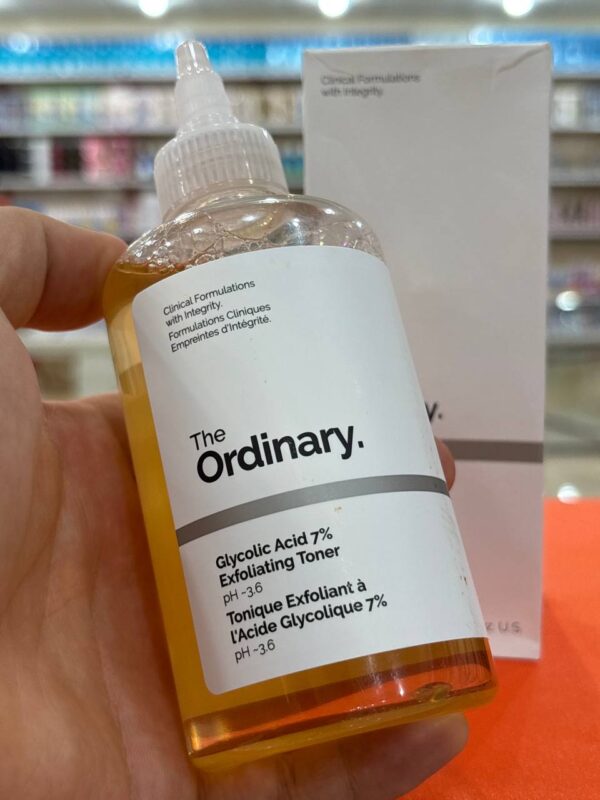 Clinical Formulations
with Integrity.
Clinical Formulations
with Integrity.
Formulations Cliniques
Empreintes d'Intégrité.
The
Ordinary.
Glycolic Acid 7%
Exfoliating Toner
pH ~3.6
Tonique Exfoliant à
l'Acide Glycolique 7%
pH ~3.6
y.
U.S.